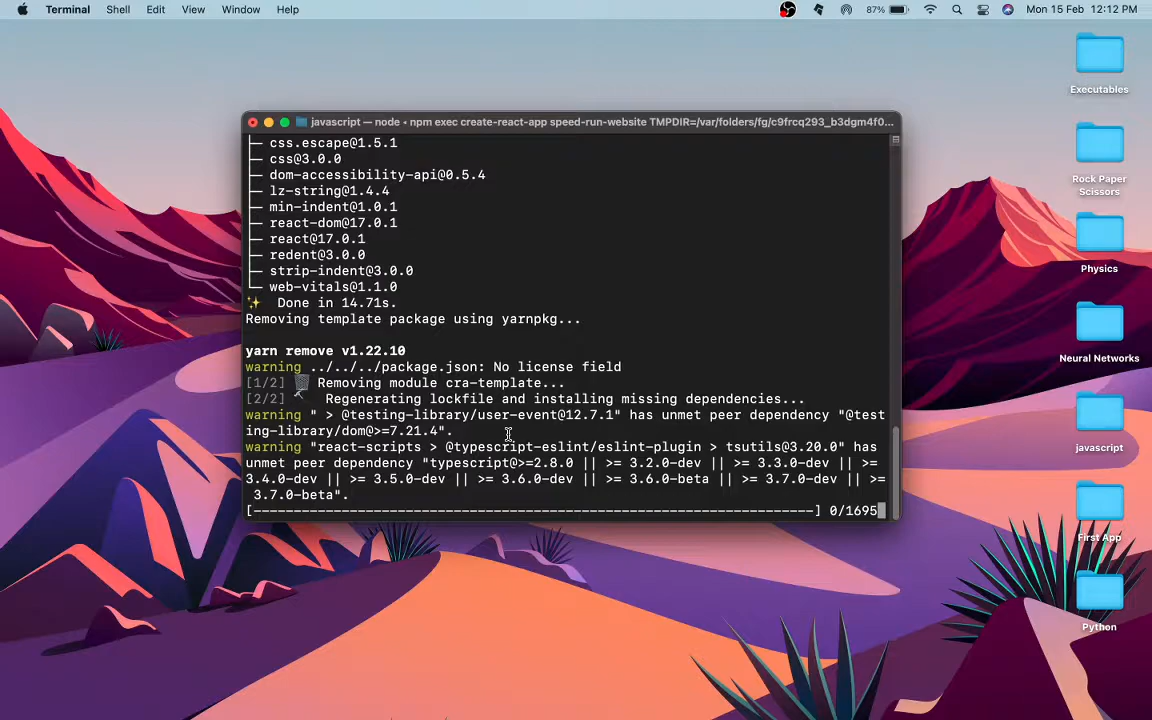 Terminal Shell Edit View Window Help 87% Mon 15 Feb 12:12 PM
javascript — node • npm exec create-react-app speed-run-website TMPDIR=/var/folders/fg/c9frcq293_b3dgm4f0...
├─ css.escape@1.5.1
├─ css@3.0.0
├─ dom-accessibility-api@0.5.4
├─ lz-string@1.4.4
├─ min-indent@1.0.1
├─ react-dom@17.0.1
├─ react@17.0.1
├─ redent@3.0.0
├─ strip-indent@3.0.0
└─ web-vitals@1.1.0
✨ Done in 14.71s.
Removing template package using yarnpkg...
yarn remove v1.22.10
warning ../../../package.json: No license field
[1/2] 🗑 Removing module cra-template...
[2/2] 🔨 Regenerating lockfile and installing missing dependencies...
warning " > @testing-library/user-event@12.7.1" has unmet peer dependency "@test
ing-library/dom@>=7.21.4".
warning "react-scripts > @typescript-eslint/eslint-plugin > tsutils@3.20.0" has
unmet peer dependency "typescript@>=2.8.0 || >= 3.2.0-dev || >= 3.3.0-dev || >=
3.4.0-dev || >= 3.5.0-dev || >= 3.6.0-dev || >= 3.6.0-beta || >= 3.7.0-dev || >=
3.7.0-beta".
[----------------------------------------------------------------------] 0/1695
Executables
Rock Paper
Scissors
Physics
Neural Networks
javascript
First App
Python